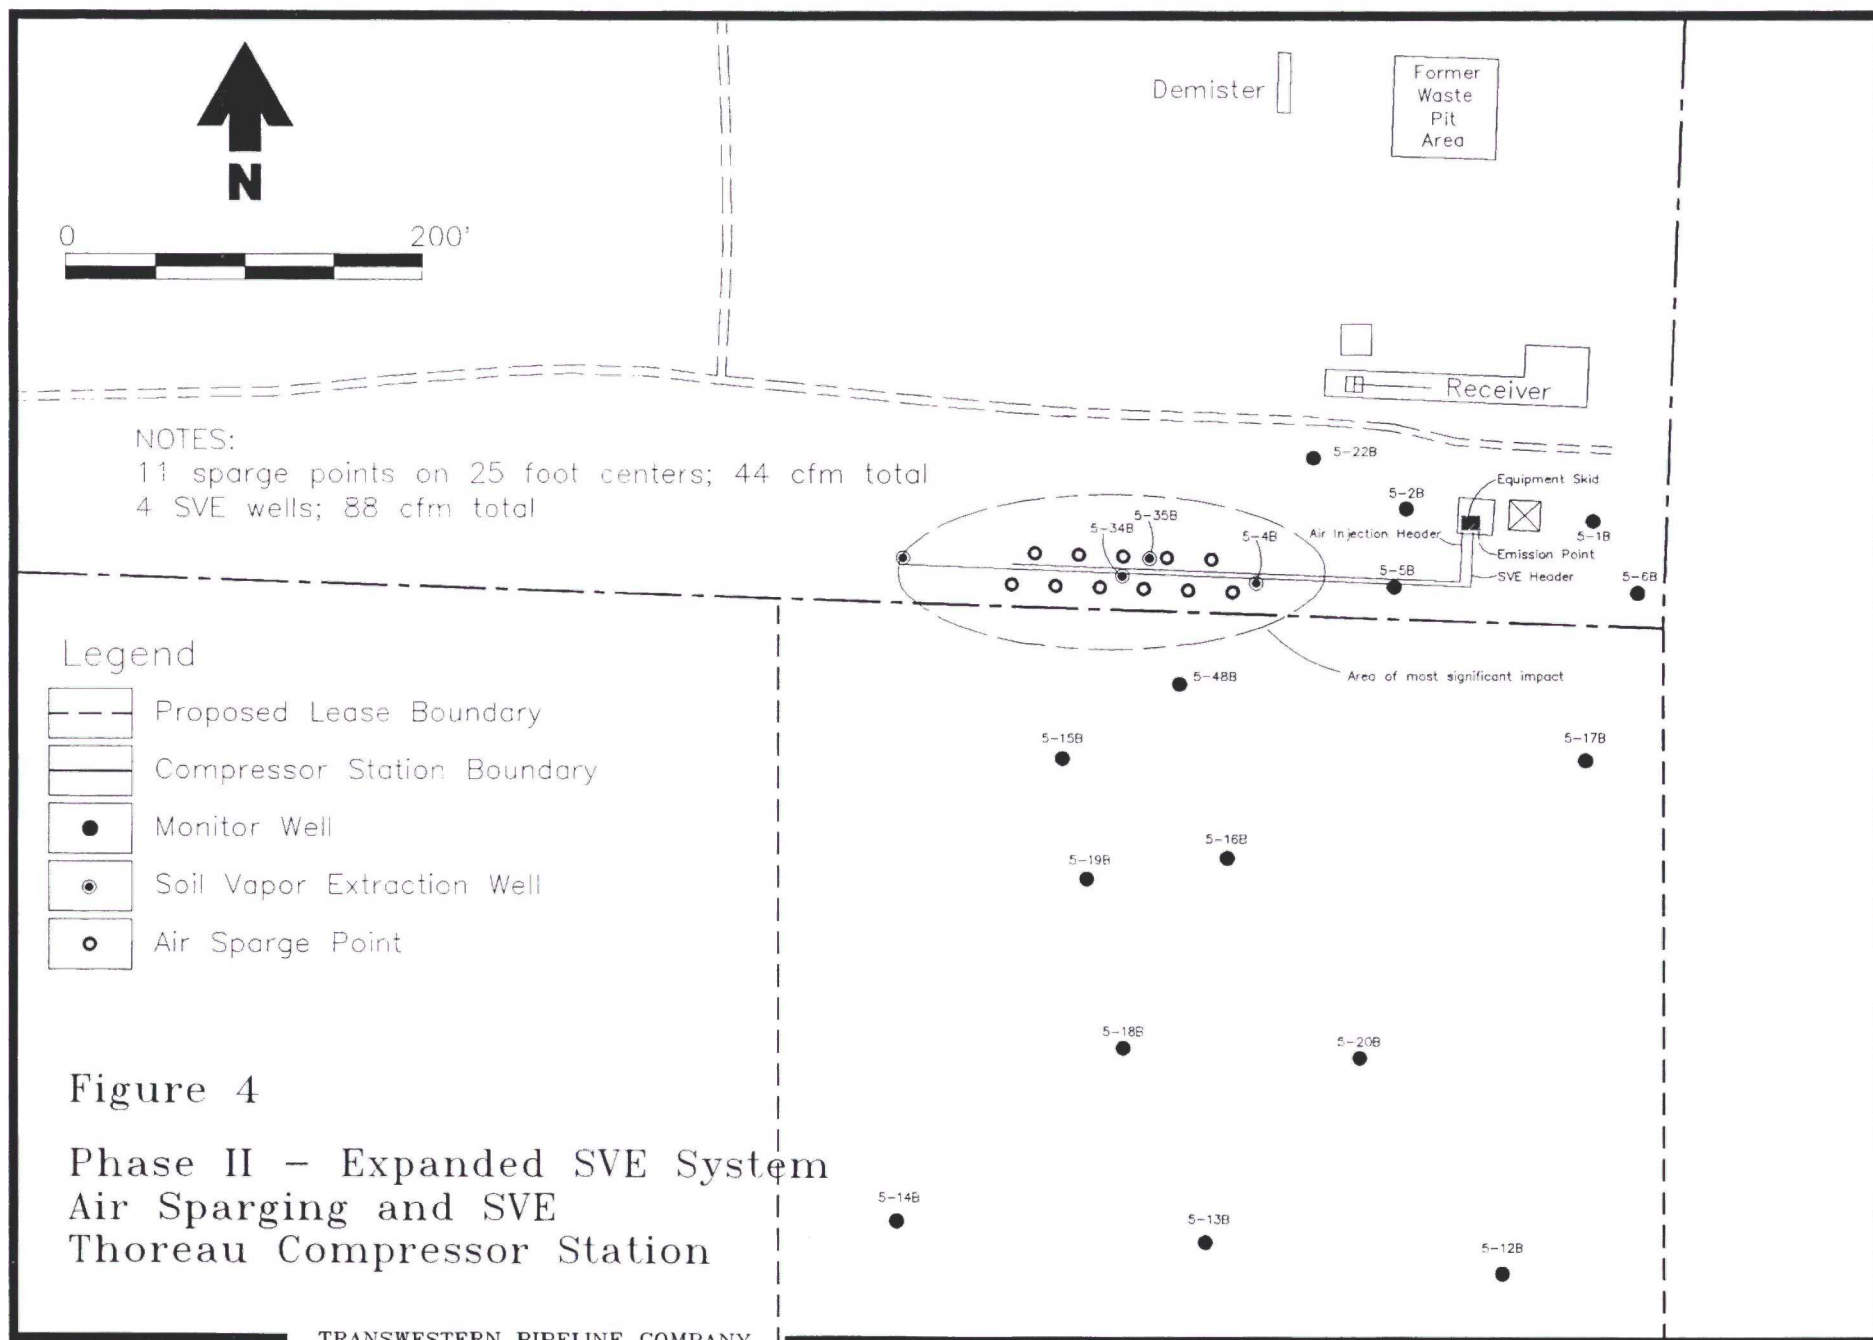 N
0 200'
Demister
Former
Waste
Pit
Area
Receiver
NOTES:
11 sparge points on 25 foot centers; 44 cfm total
4 SVE wells; 88 cfm total
5-22B
5-2B
Equipment Skid
Air Injection Header
5-1B
Emission Point
SVE Header
5-35B
5-34B
5-4B
5-5B
5-6B
Area of most significant impact
5-48B
5-15B
5-17B
5-16B
5-19B
5-18B
5-20B
5-14B
5-13B
5-12B
Legend
Proposed Lease Boundary
Compressor Station Boundary
Monitor Well
Soil Vapor Extraction Well
Air Sparge Point
Figure 4
Phase II - Expanded SVE System
Air Sparging and SVE
Thoreau Compressor Station
TRANSWESTERN PIPELINE COMPANY